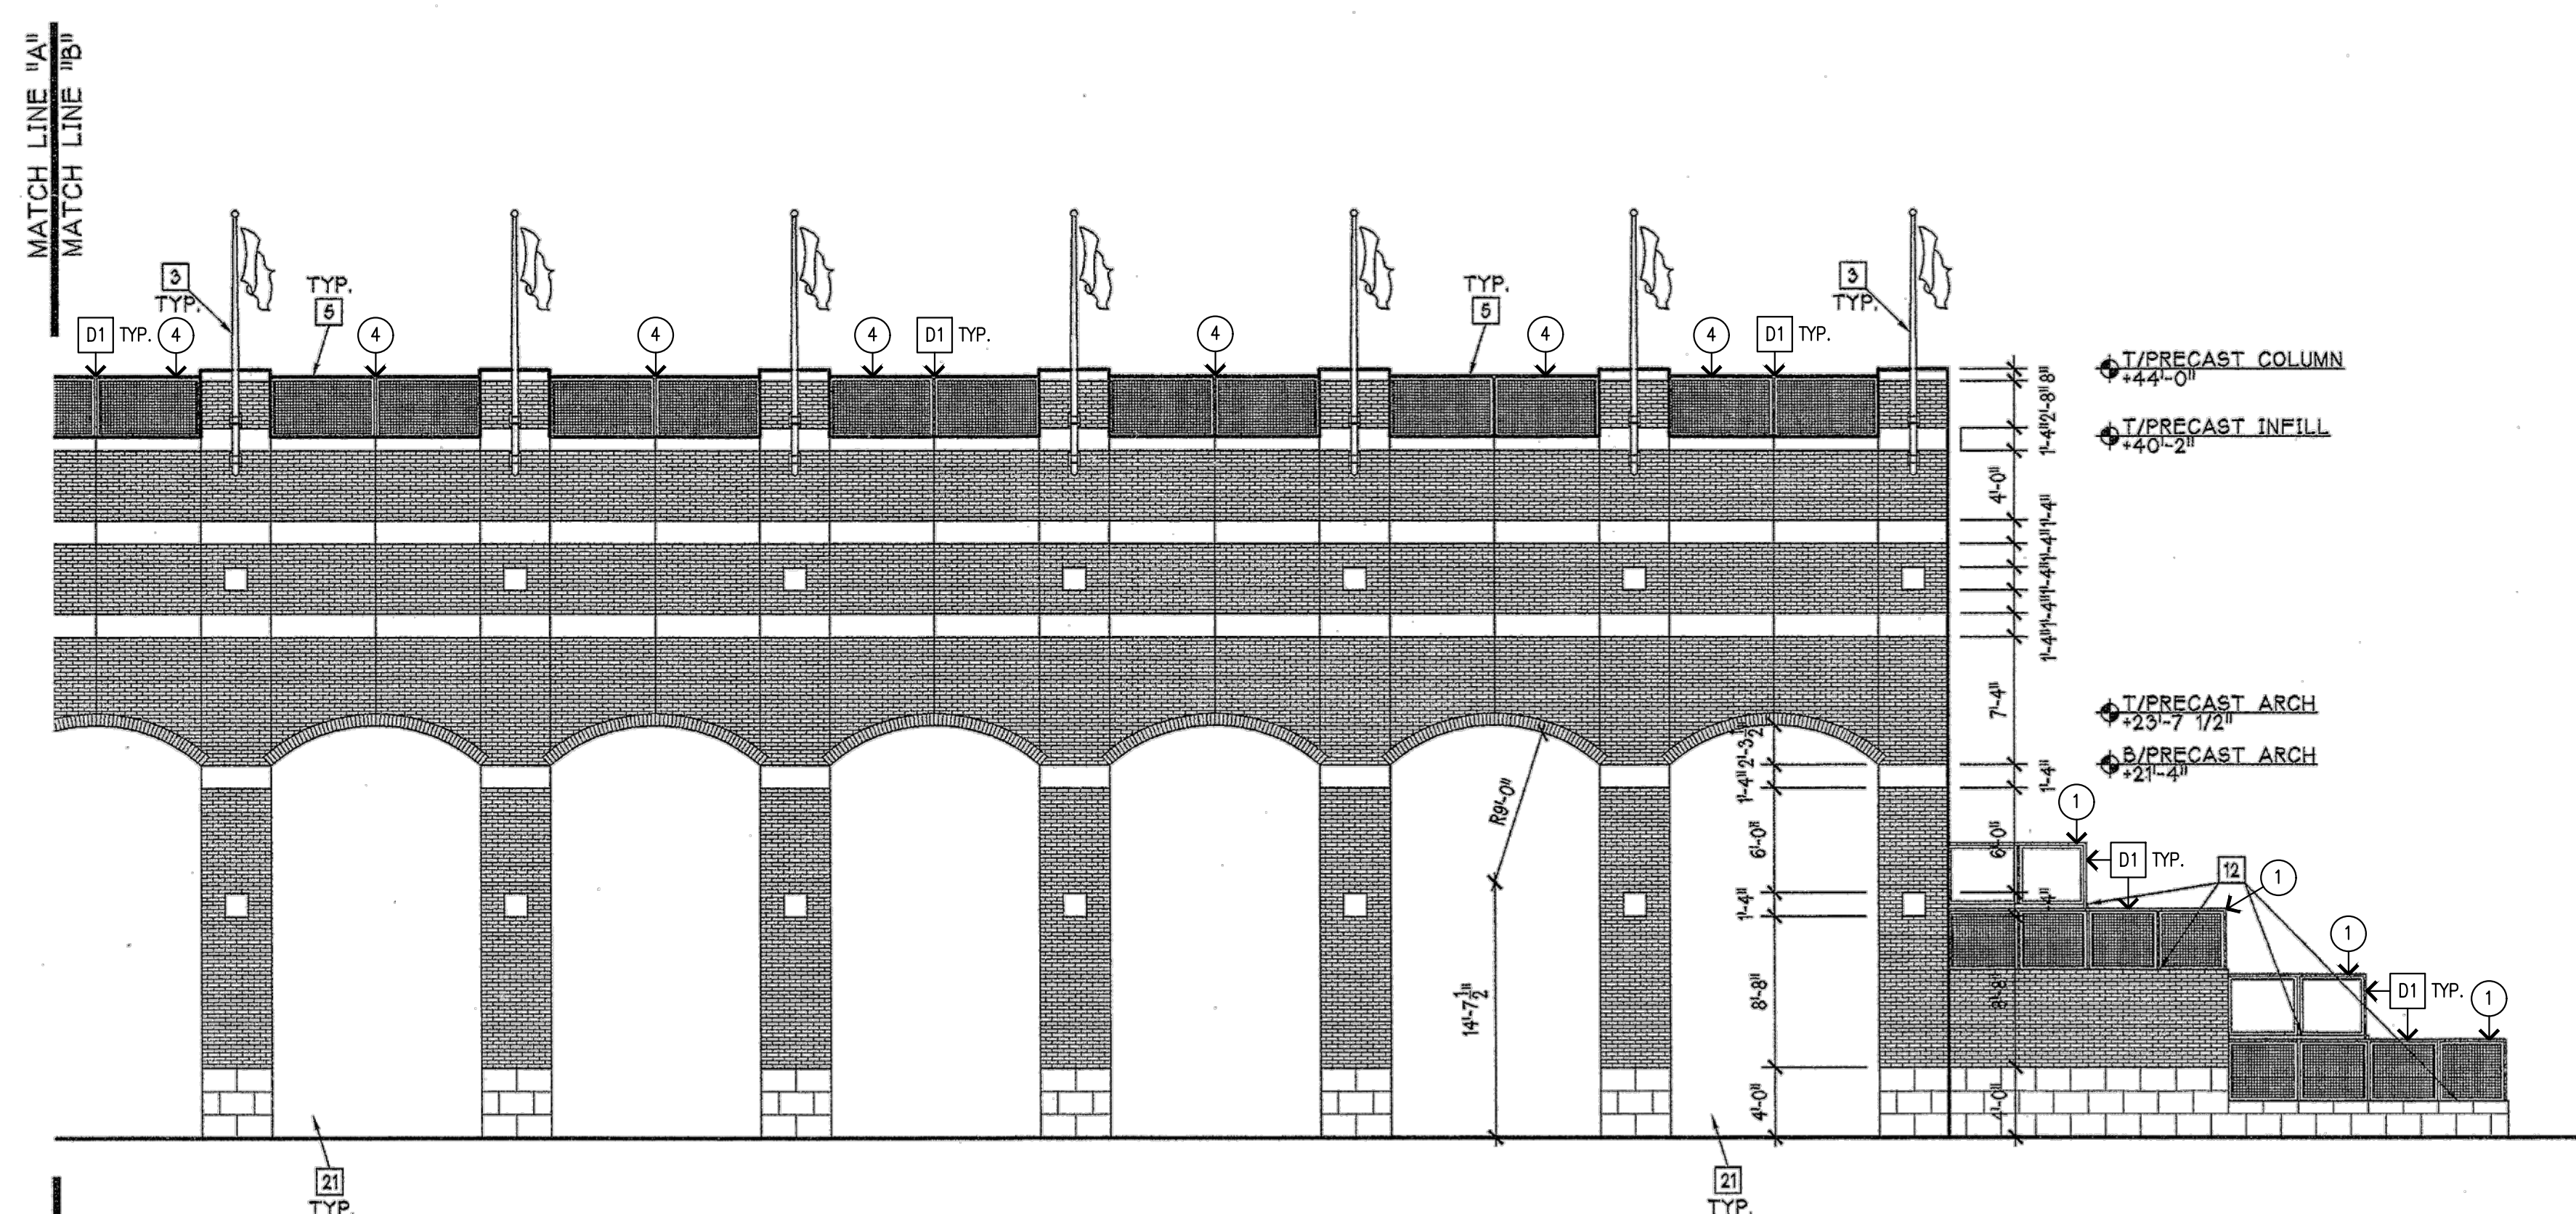 MATCH LINE "A"
MATCH LINE "B"
3
TYP.
TYP.
5
TYP.
5
3
TYP.
D1 TYP.
4
4
4
4
D1 TYP.
4
4
4
D1 TYP.
T/PRECAST COLUMN
+44'-0"
T/PRECAST INFILL
+40'-2"
8"
2'-8"
1'-4"
4'-0"
1'-4"
1'-4"
1'-4"
1'-4"
1'-4"
7'-4"
1'-4"
6'-0"
8'-8"
4'-0"
T/PRECAST ARCH
+23'-7 1/2"
B/PRECAST ARCH
+21'-4"
2'-3 1/2"
1'-4"
6'-0"
1'-4"
8'-8"
4'-0"
R9'-0"
14'-7 1/2"
1
D1 TYP.
12
1
1
D1 TYP.
1
21
TYP.
21
TYP.